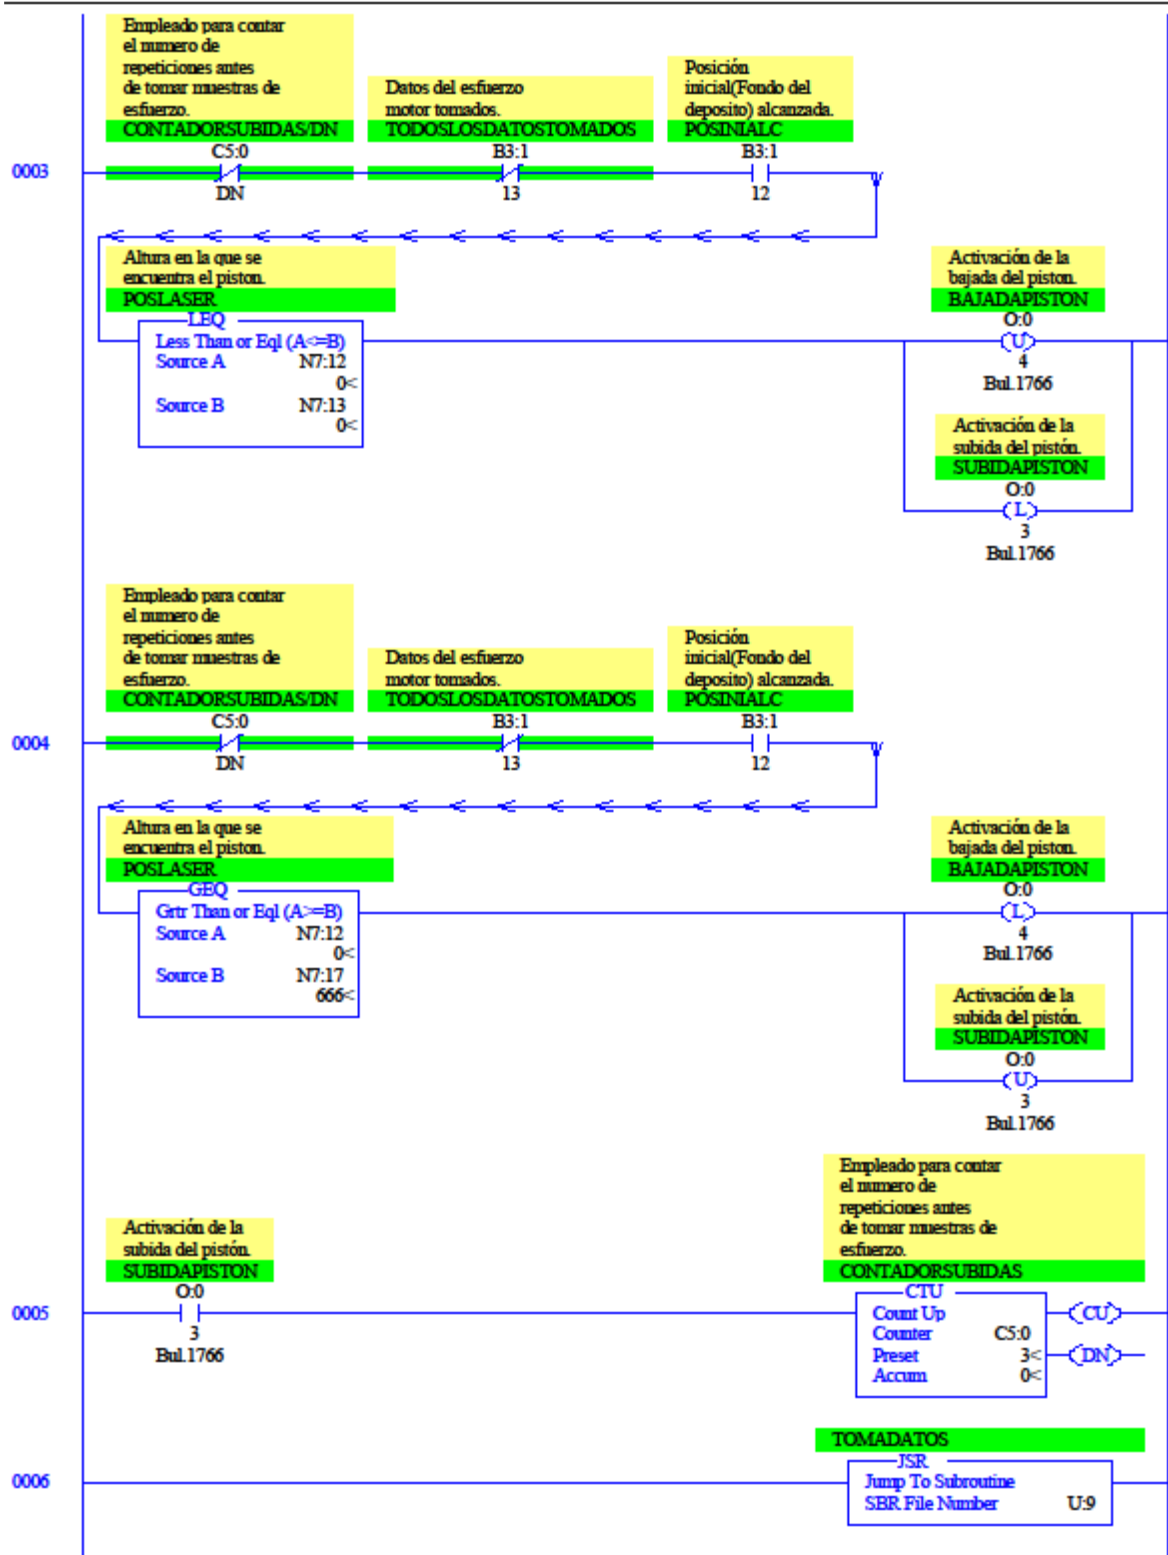 Empleado para contar
el numero de
repeticiones antes
de tomar muestras de
esfuerzo.
CONTADORSUBIDAS/DN
C5:0
DN
Datos del esfuerzo
motor tomados.
TODOSLOSDATOSTOMADOS
B3:1
13
Posición
inicial(Fondo del
deposito) alcanzada.
POSINIALC
B3:1
12
0003
Altura en la que se
encuentra el piston.
POSLASER
LEQ
Less Than or Eql (A<=B)
Source A N7:12
0<
Source B N7:13
0<
Activación de la
bajada del piston.
BAJADAPISTON
O:0
U
4
Bul.1766
Activación de la
subida del pistón.
SUBIDAPISTON
O:0
L
3
Bul.1766
Empleado para contar
el numero de
repeticiones antes
de tomar muestras de
esfuerzo.
CONTADORSUBIDAS/DN
C5:0
DN
Datos del esfuerzo
motor tomados.
TODOSLOSDATOSTOMADOS
B3:1
13
Posición
inicial(Fondo del
deposito) alcanzada.
POSINIALC
B3:1
12
0004
Altura en la que se
encuentra el piston.
POSLASER
GEQ
Grtr Than or Eql (A>=B)
Source A N7:12
0<
Source B N7:17
666<
Activación de la
bajada del piston.
BAJADAPISTON
O:0
L
4
Bul.1766
Activación de la
subida del pistón.
SUBIDAPISTON
O:0
U
3
Bul.1766
Activación de la
subida del pistón.
SUBIDAPISTON
O:0
3
Bul.1766
0005
Empleado para contar
el numero de
repeticiones antes
de tomar muestras de
esfuerzo.
CONTADORSUBIDAS
CTU
Count Up
Counter C5:0
Preset 3<
Accum 0<
CU
DN
0006
TOMADATOS
JSR
Jump To Subroutine
SBR File Number U:9